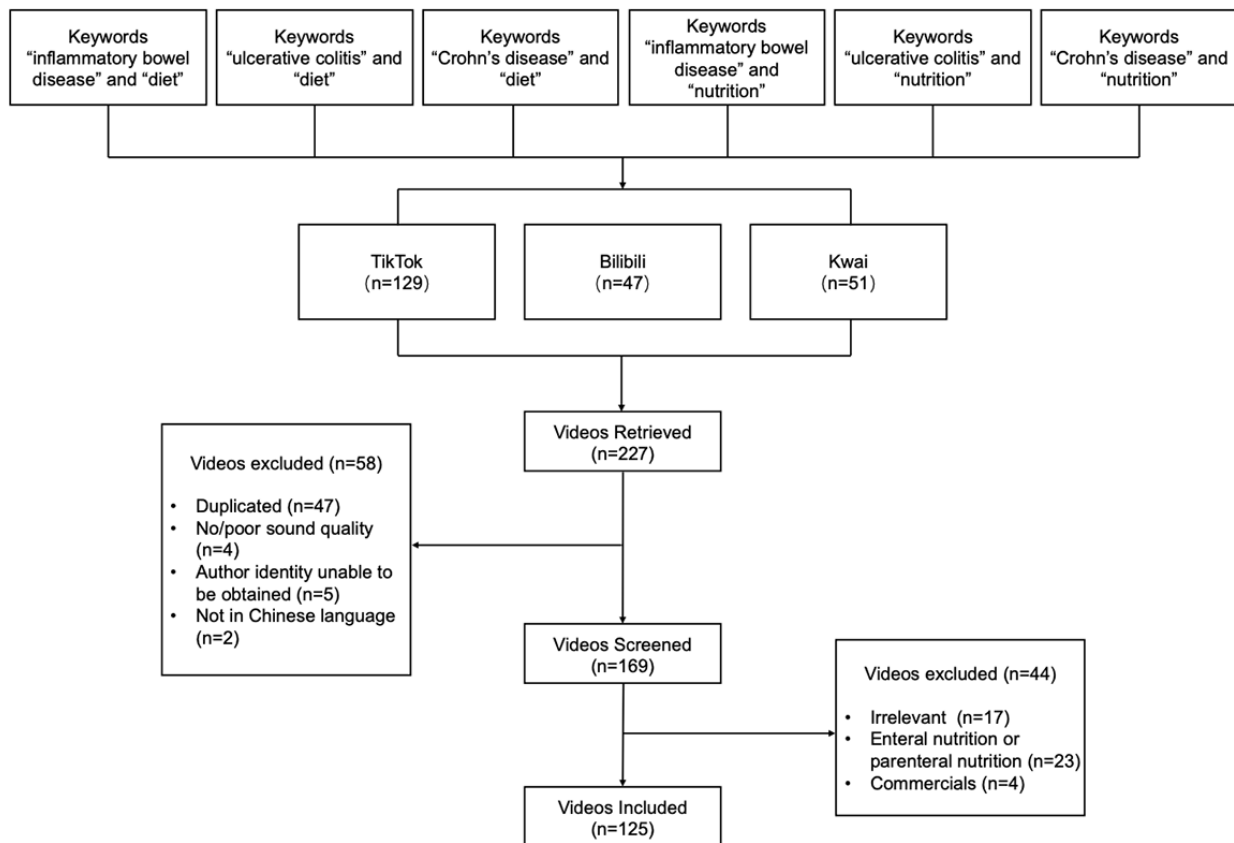 Keywords
“inflammatory bowel
disease” and “diet”
Keywords
“ulcerative colitis” and
“diet”
Keywords
“Crohn’s disease” and
“diet”
Keywords
“inflammatory bowel
disease” and
“nutrition”
Keywords
“ulcerative colitis” and
“nutrition”
Keywords
“Crohn’s disease” and
“nutrition”
TikTok
（n=129）
Bilibili
（n=47）
Kwai
（n=51）
Videos Retrieved
(n=227)
Videos excluded (n=58)
• Duplicated (n=47)
• No/poor sound quality
(n=4)
• Author identity unable to
be obtained (n=5)
• Not in Chinese language
(n=2)
Videos Screened
(n=169)
Videos excluded (n=44)
• Irrelevant (n=17)
• Enteral nutrition or
parenteral nutrition (n=23)
• Commercials (n=4)
Videos Included
(n=125)